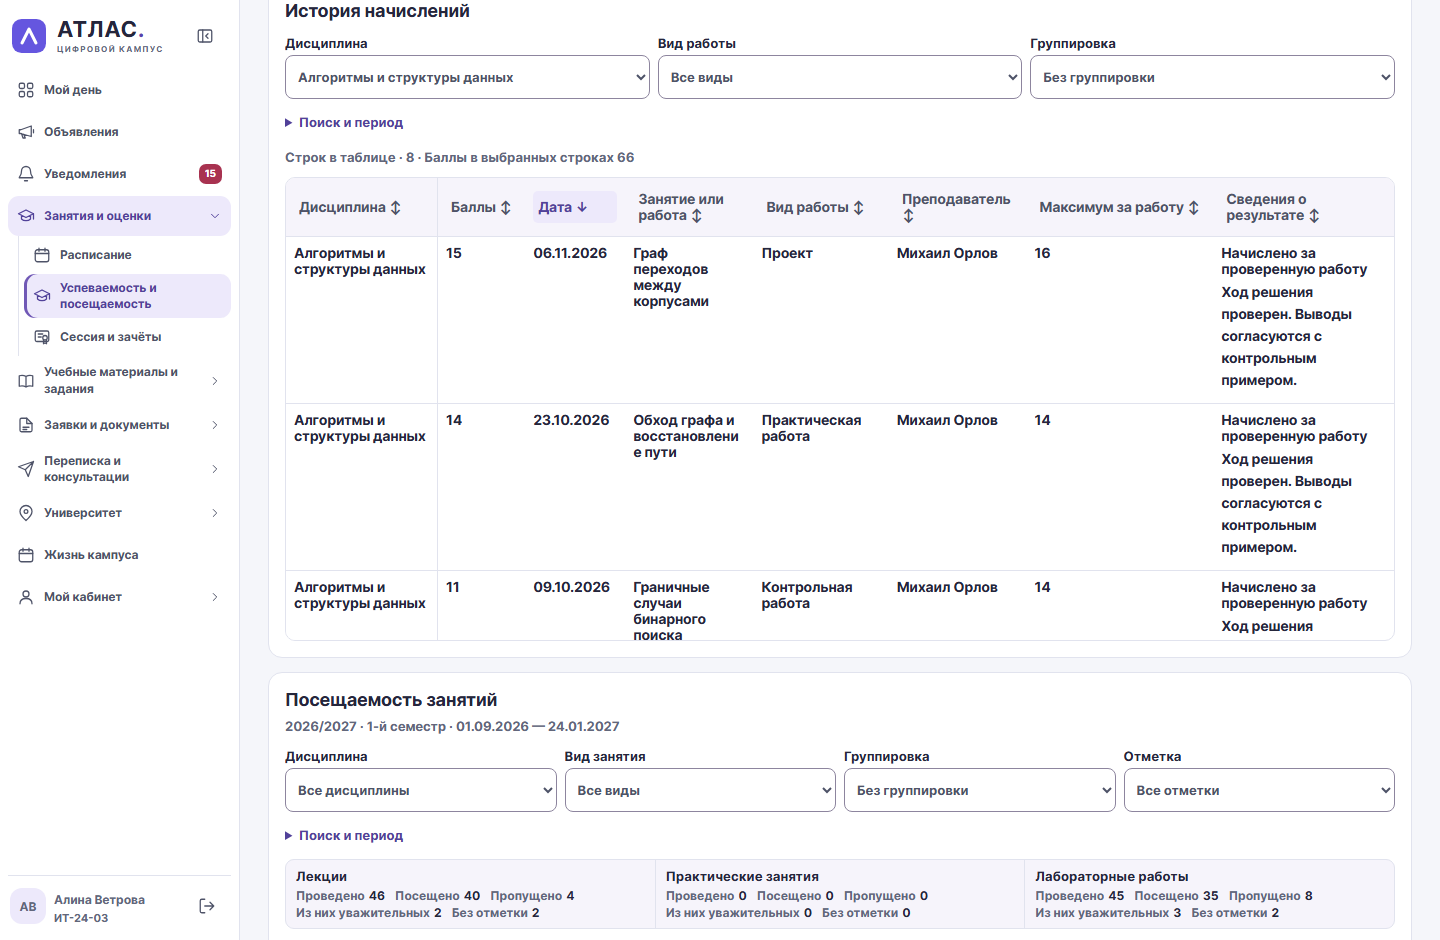 АТЛАС.
ЦИФРОВОЙ КАМПУС
Мой день
Объявления
Уведомления 15
Занятия и оценки
Расписание
Успеваемость и
посещаемость
Сессия и зачёты
Учебные материалы и
задания
Заявки и документы
Переписка и
консультации
Университет
Жизнь кампуса
Мой кабинет
АВ
Алина Ветрова
ИТ-24-03
История начислений
Дисциплина Вид работы Группировка
Алгоритмы и структуры данных Все виды Без группировки
Поиск и период
Строк в таблице · 8 · Баллы в выбранных строках 66
Дисциплина ↕ Баллы ↕ Дата ↓ Занятие или работа ↕ Вид работы ↕ Преподаватель ↕ Максимум за работу ↕ Сведения о результате ↕
Алгоритмы и 15 06.11.2026 Граф Проект Михаил Орлов 16 Начислено за
структуры данных переходов проверенную работу
между Ход решения
корпусами проверен. Выводы
согласуются с
контрольным
примером.
Алгоритмы и 14 23.10.2026 Обход графа и Практическая Михаил Орлов 14 Начислено за
структуры данных восстановлени работа проверенную работу
е пути Ход решения
проверен. Выводы
согласуются с
контрольным
примером.
Алгоритмы и 11 09.10.2026 Граничные Контрольная Михаил Орлов 14 Начислено за
структуры данных случаи работа проверенную работу
бинарного Ход решения
поиска
Посещаемость занятий
2026/2027 · 1-й семестр · 01.09.2026 — 24.01.2027
Дисциплина Вид занятия Группировка Отметка
Все дисциплины Все виды Без группировки Все отметки
Поиск и период
Лекции
Проведено 46 Посещено 40 Пропущено 4
Из них уважительных 2 Без отметки 2
Практические занятия
Проведено 0 Посещено 0 Пропущено 0
Из них уважительных 0 Без отметки 0
Лабораторные работы
Проведено 45 Посещено 35 Пропущено 8
Из них уважительных 3 Без отметки 2